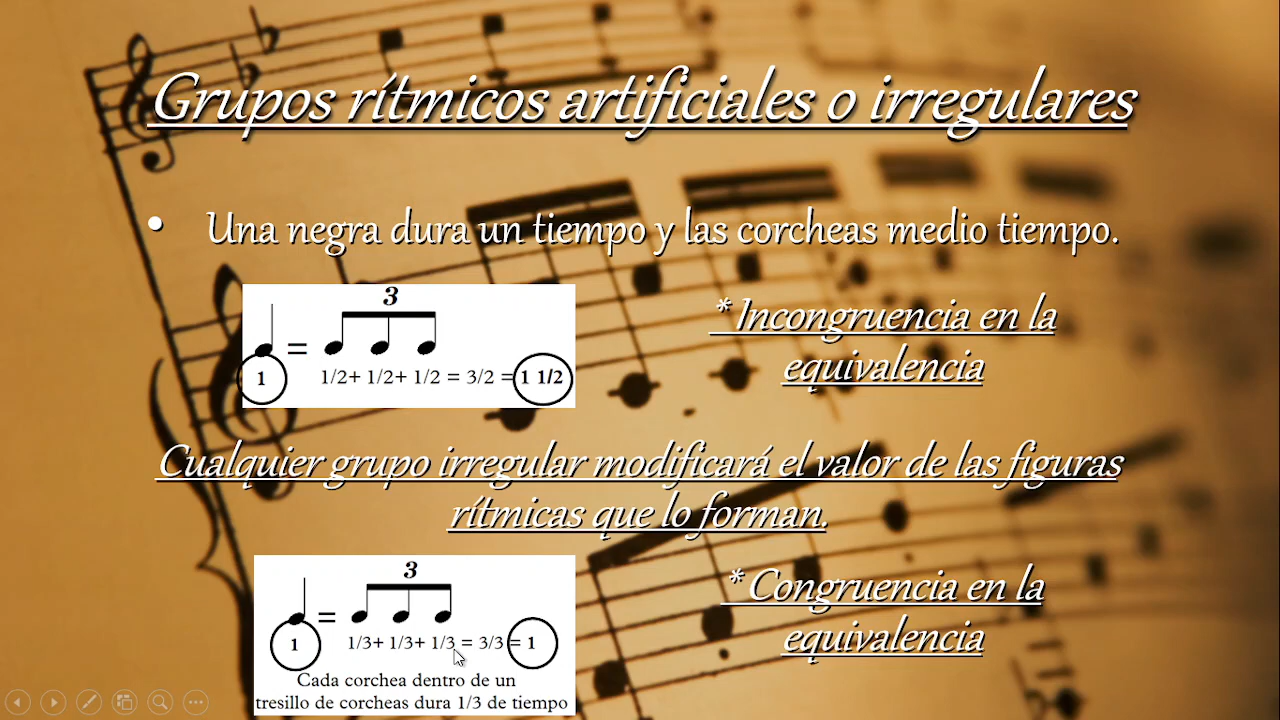 Grupos rítmicos artificiales o irregulares
• Una negra dura un tiempo y las corcheas medio tiempo.
3
=
1
1/2+ 1/2+ 1/2 = 3/2 = 1 1/2
* Incongruencia en la
equivalencia
Cualquier grupo irregular modificará el valor de las figuras
rítmicas que lo forman.
3
=
1
1/3+ 1/3+ 1/3 = 3/3 = 1
Cada corchea dentro de un
tresillo de corcheas dura 1/3 de tiempo
* Congruencia en la
equivalencia